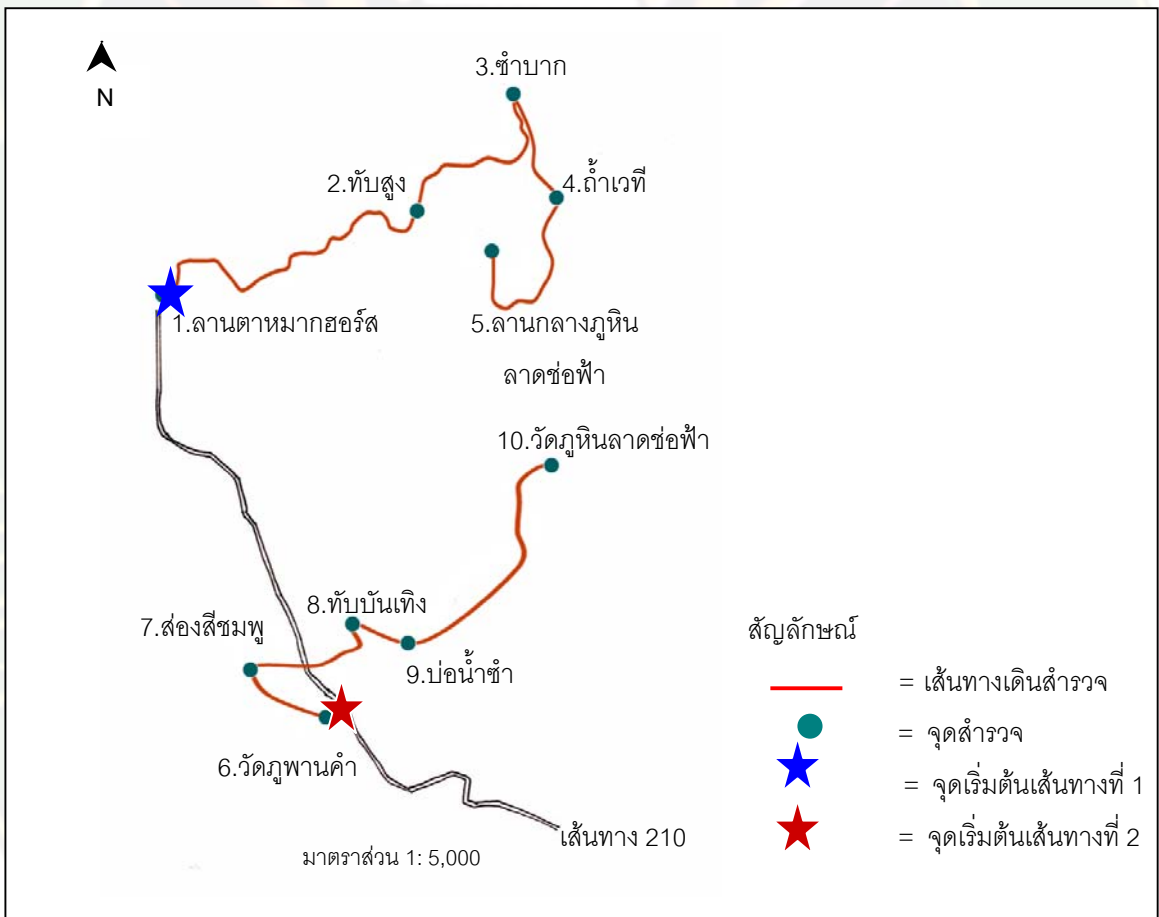 N
3.ซำบาก
2.ทับสูง
4.ถ้ำเวที
1.ลานตาหมากฮอร์ส
5.ลานกลางภูหิน
ลาดช่อฟ้า
10.วัดภูหินลาดช่อฟ้า
8.ทับบันเทิง
7.ส่องสีชมพู
9.บ่อน้ำซำ
6.วัดภูพานคำ
เส้นทาง 210
มาตราส่วน 1: 5,000
สัญลักษณ์
= เส้นทางเดินสำรวจ
= จุดสำรวจ
= จุดเริ่มต้นเส้นทางที่ 1
= จุดเริ่มต้นเส้นทางที่ 2